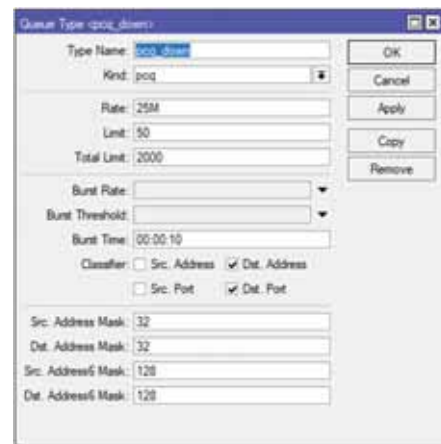 Queue Type <pcq_down>
Type Name: pcq_down
OK
Kind: pcq
Cancel
Rate: 25M
Apply
Limit: 50
Copy
Total Limit: 2000
Remove
Burst Rate:
Burst Threshold:
Burst Time: 00:00:10
Classifier: Src. Address Dst. Address
Src. Port Dst. Port
Src. Address Mask: 32
Dst. Address Mask: 32
Src. Address6 Mask: 128
Dst. Address6 Mask: 128